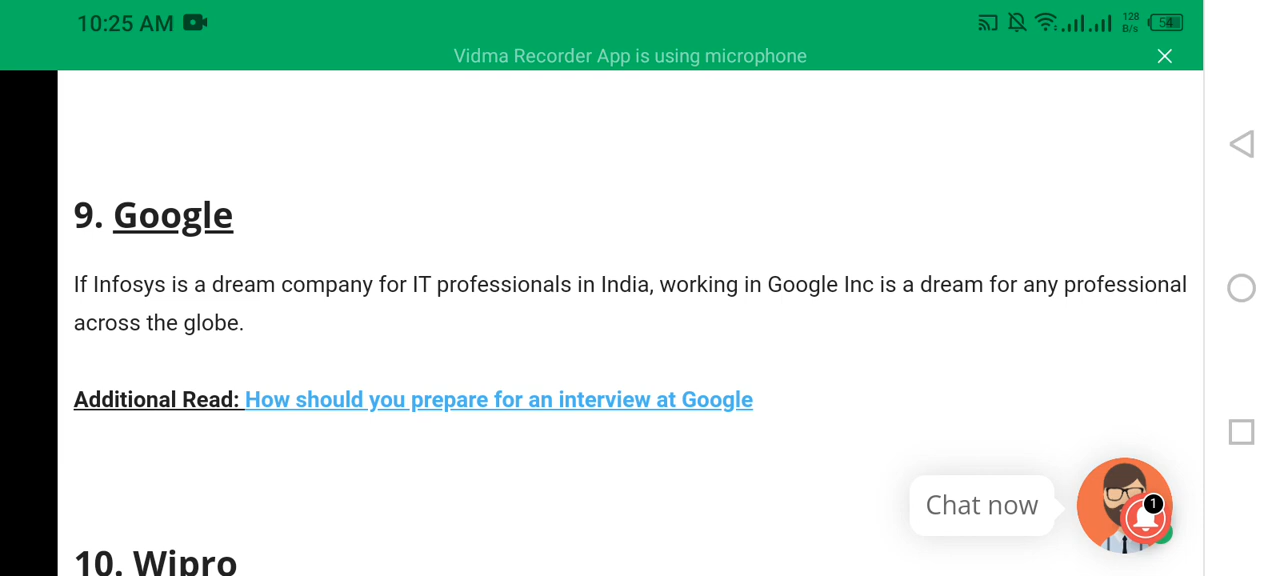 10:25 AM
128
B/s
54
Vidma Recorder App is using microphone
9. Google
If Infosys is a dream company for IT professionals in India, working in Google Inc is a dream for any professional
across the globe.
Additional Read: How should you prepare for an interview at Google
Chat now
1
10. Wipro